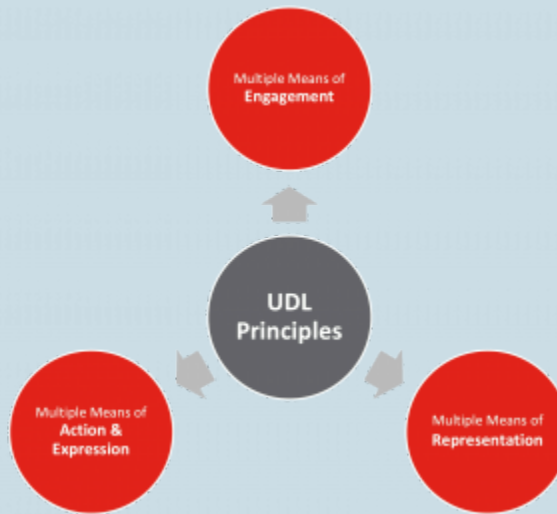 Multiple Means of
Engagement
UDL
Principles
Multiple Means of
Action &
Expression
Multiple Means of
Representation